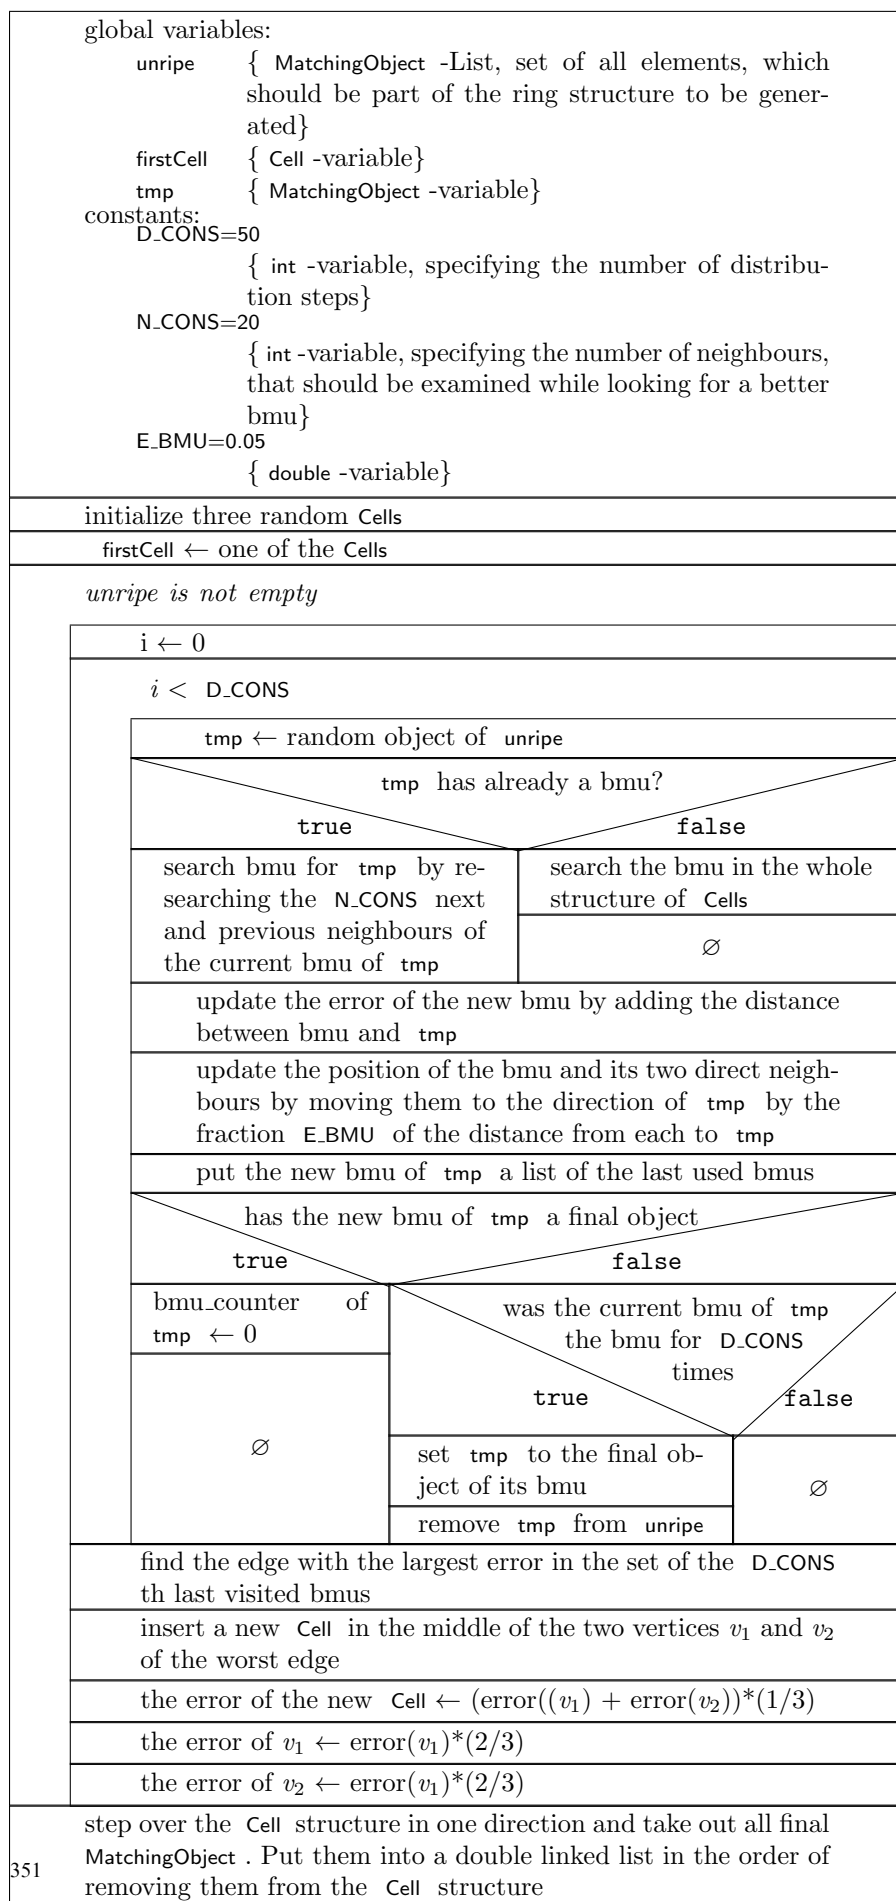 global variables:
unripe { MatchingObject -List, set of all elements, which
should be part of the ring structure to be gener-
ated}
firstCell { Cell -variable}
tmp { MatchingObject -variable}
constants:
D_CONS=50
{ int -variable, specifying the number of distribu-
tion steps}
N_CONS=20
{ int -variable, specifying the number of neighbours,
that should be examined while looking for a better
bmu}
E_BMU=0.05
{ double -variable}
initialize three random Cells
firstCell ← one of the Cells
unripe is not empty
i ← 0
i < D_CONS
tmp ← random object of unripe
tmp has already a bmu?
true false
search bmu for tmp by re-
searching the N_CONS next
and previous neighbours of
the current bmu of tmp
search the bmu in the whole
structure of Cells
∅
update the error of the new bmu by adding the distance
between bmu and tmp
update the position of the bmu and its two direct neigh-
bours by moving them to the direction of tmp by the
fraction E_BMU of the distance from each to tmp
put the new bmu of tmp a list of the last used bmus
has the new bmu of tmp a final object
true false
bmu_counter of
tmp ← 0
∅
was the current bmu of tmp
the bmu for D_CONS
times
true false
set tmp to the final ob-
ject of its bmu
remove tmp from unripe
∅
find the edge with the largest error in the set of the D_CONS
th last visited bmus
insert a new Cell in the middle of the two vertices v1 and v2
of the worst edge
the error of the new Cell ← (error((v1) + error(v2))*(1/3)
the error of v1 ← error(v1)*(2/3)
the error of v2 ← error(v1)*(2/3)
step over the Cell structure in one direction and take out all final
MatchingObject . Put them into a double linked list in the order of
removing them from the Cell structure
351